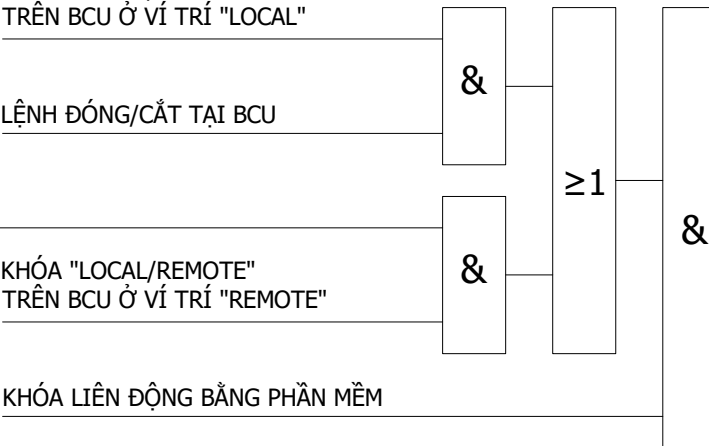 TRÊN BCU Ở VÍ TRÍ "LOCAL"
&
LỆNH ĐÓNG/CẮT TẠI BCU
≥1
&
&
KHÓA "LOCAL/REMOTE"
TRÊN BCU Ở VÍ TRÍ "REMOTE"
KHÓA LIÊN ĐỘNG BẰNG PHẦN MỀM